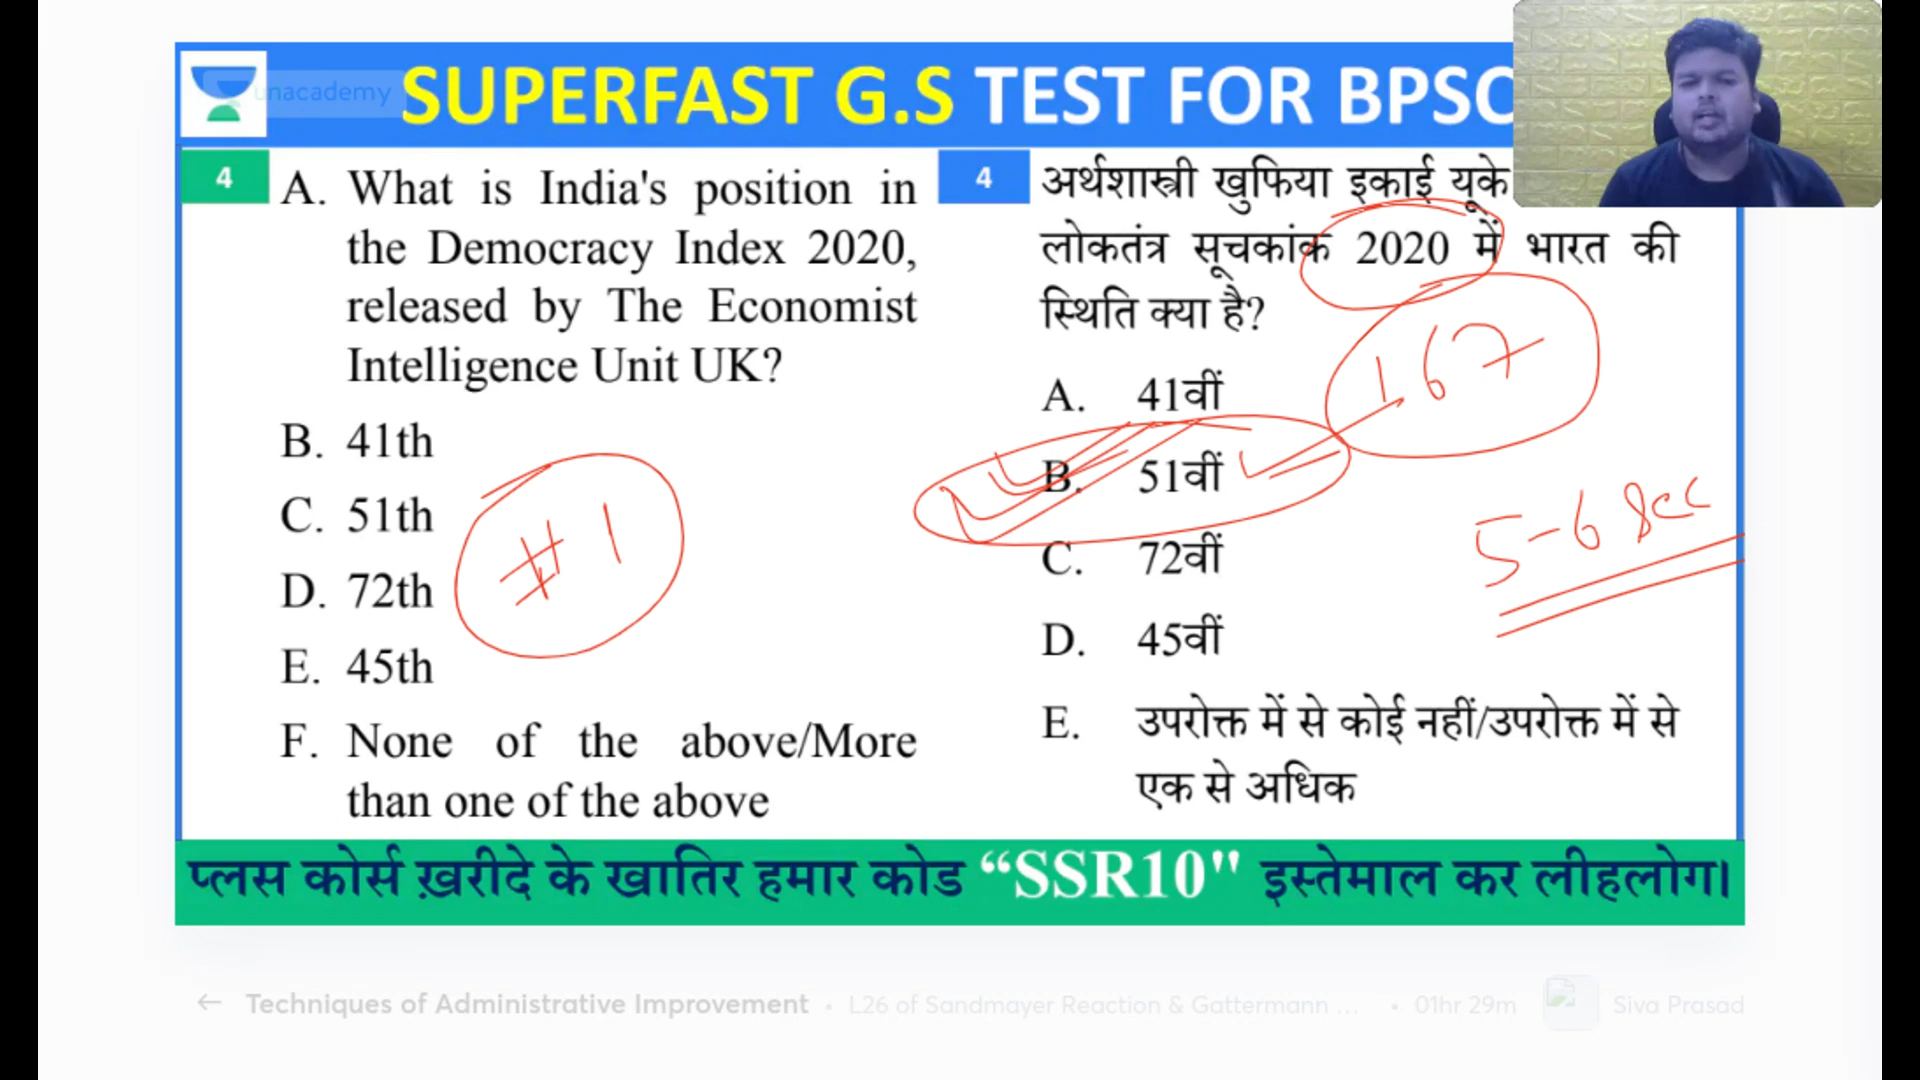 unacademy
SUPERFAST G.S TEST FOR BPSC
4
A. What is India's position in
the Democracy Index 2020,
released by The Economist
Intelligence Unit UK?
B. 41th
C. 51th
D. 72th
E. 45th
F. None of the above/More
than one of the above
# 1
4
अर्थशास्त्री खुफिया इकाई यूके
लोकतंत्र सूचकांक 2020 में भारत की
स्थिति क्या है?
A. 41वीं
B. 51वीं
C. 72वीं
D. 45वीं
E. उपरोक्त में से कोई नहीं/उपरोक्त में से
एक से अधिक
167
5-6 Sec
प्लस कोर्स ख़रीदे के खातिर हमार कोड “SSR10" इस्तेमाल कर लीहलोग।
← Techniques of Administrative Improvement • L26 of Sandmayer Reaction & Gattermann ... • 01hr 29m Siva Prasad